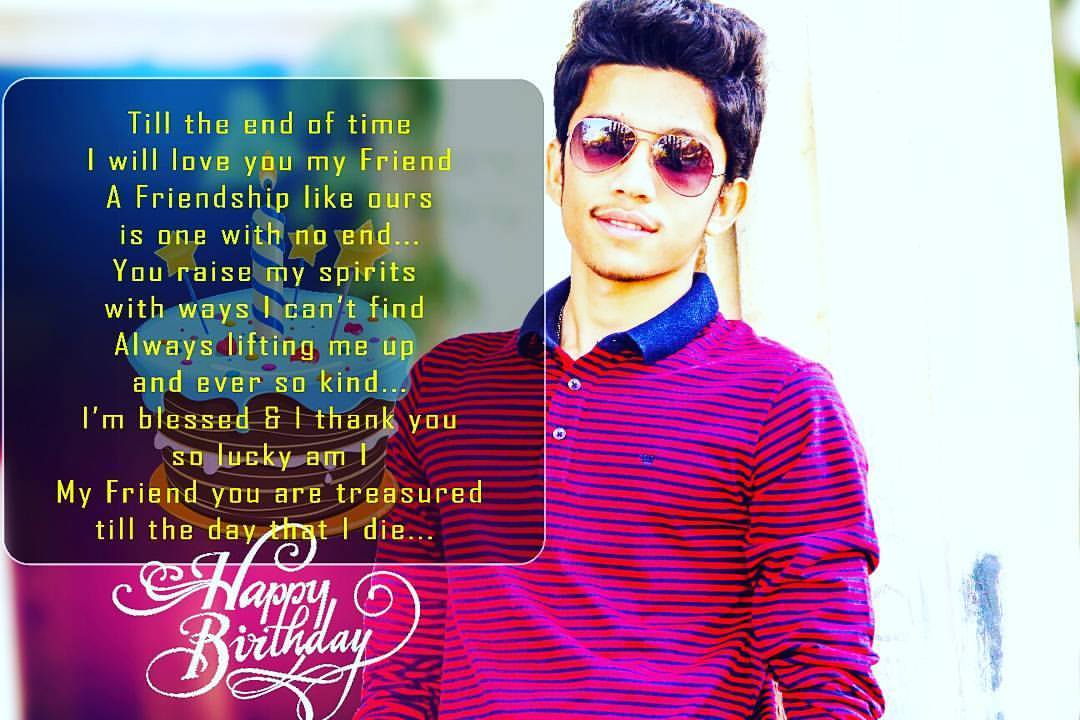 Till the end of time
I will love you my Friend
A Friendship like ours
is one with no end...
You raise my spirits
with ways I can't find
Always lifting me up
and ever so kind...
I'm blessed & I thank you
so lucky am I
My Friend you are treasured
till the day that I die...
Happy
Birthday